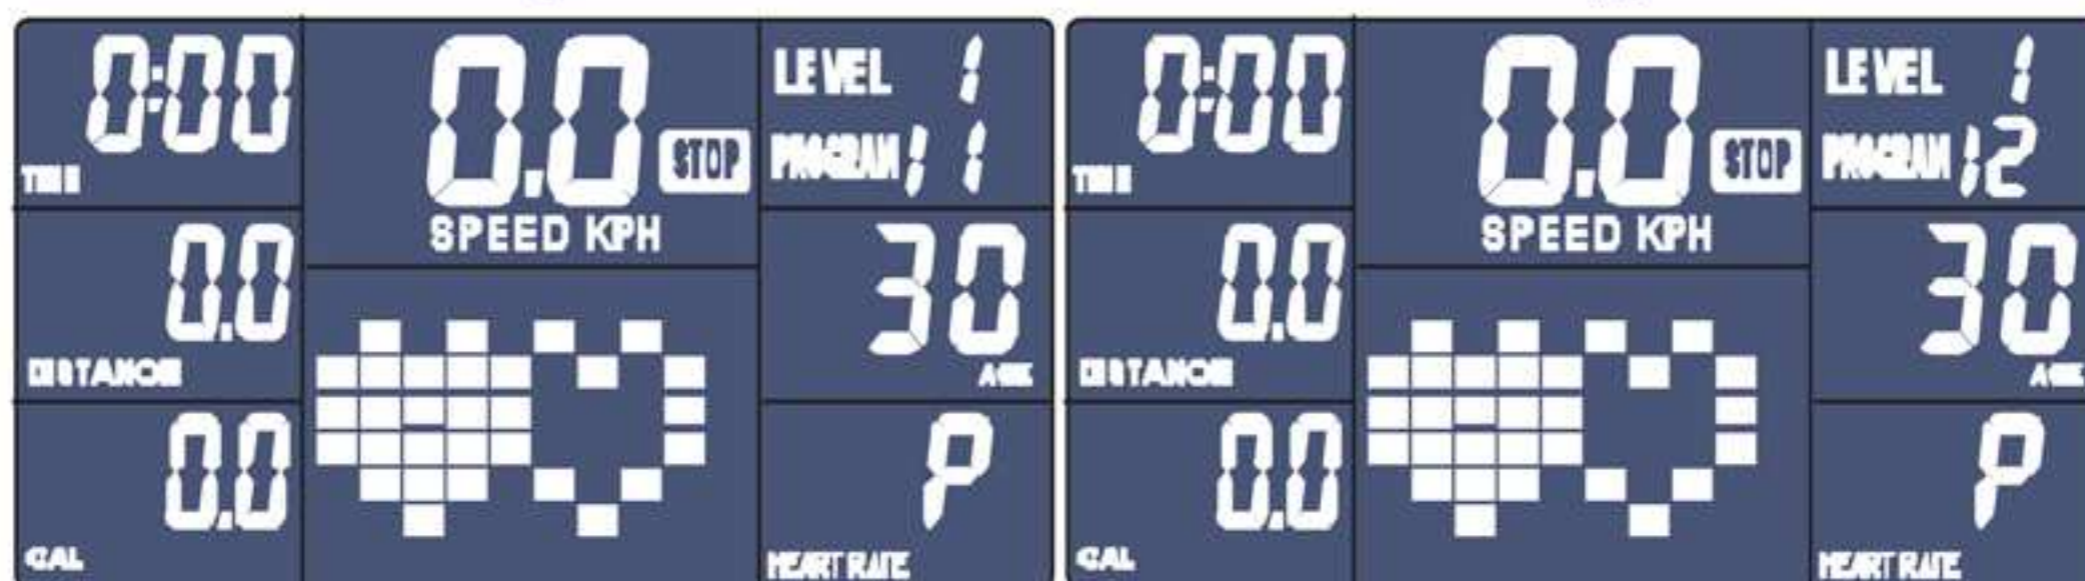 0:00
TIME
0.0
STOP
SPEED KPH
LEVEL 1
PROGRAM 11
0.0
DISTANCE
30
AGE
0.0
CAL
P
HEART RATE
0:00
TIME
0.0
STOP
SPEED KPH
LEVEL 1
PROGRAM 12
0.0
DISTANCE
30
AGE
0.0
CAL
P
HEART RATE